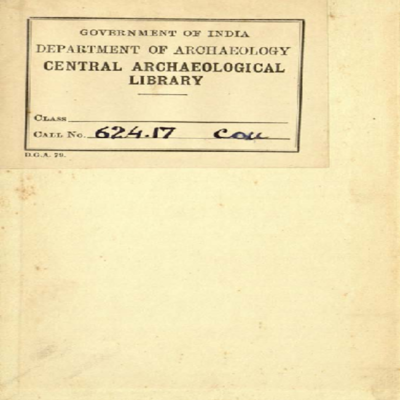 GOVERNMENT OF INDIA
DEPARTMENT OF ARCHAEOLOGY
CENTRAL ARCHAEOLOGICAL
LIBRARY
CLASS
CALL NO. 624.17 Cou
D.G.A. 79.